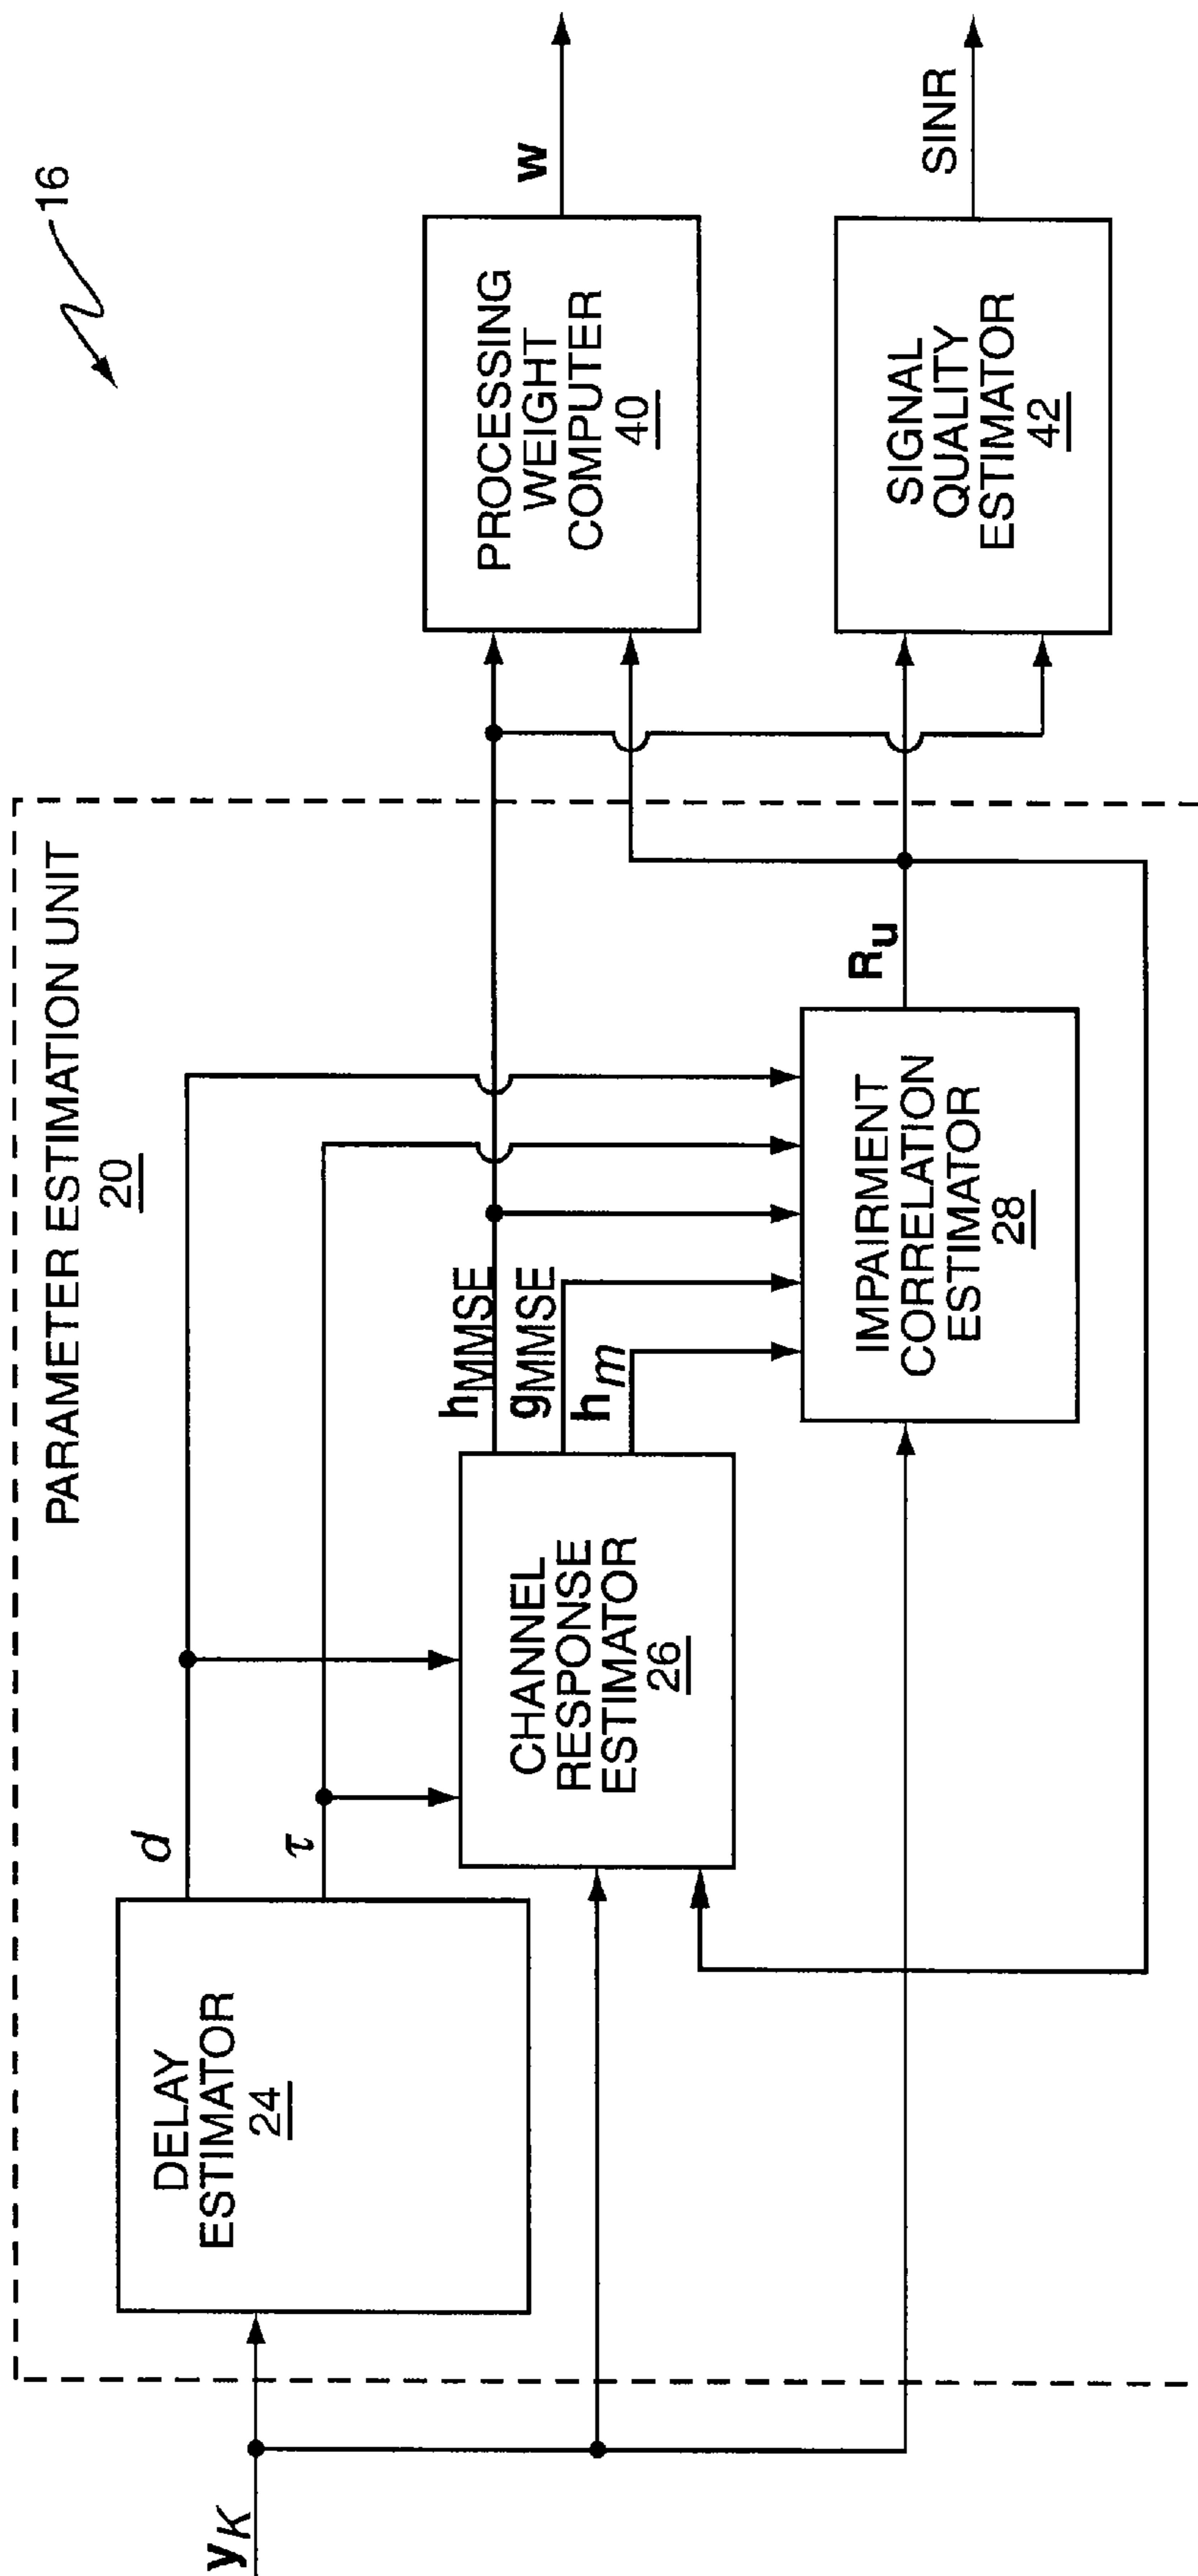 16
PARAMETER ESTIMATION UNIT
20
yK
DELAY
ESTIMATOR
24
d
τ
CHANNEL
RESPONSE
ESTIMATOR
26
hMMSE
gMMSE
hm
IMPAIRMENT
CORRELATION
ESTIMATOR
28
Ru
PROCESSING
WEIGHT
COMPUTER
40
w
SIGNAL
QUALITY
ESTIMATOR
42
SINR